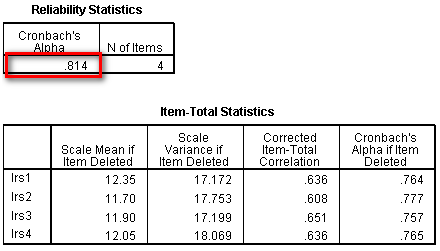 Reliability Statistics
Cronbach's Alpha N of Items
.814 4
Item-Total Statistics
Scale Mean if Item Deleted Scale Variance if Item Deleted Corrected Item-Total Correlation Cronbach's Alpha if Item Deleted
Irs1 12.35 17.172 .636 .764
Irs2 11.70 17.753 .608 .777
Irs3 11.90 17.199 .651 .757
Irs4 12.05 18.069 .636 .765